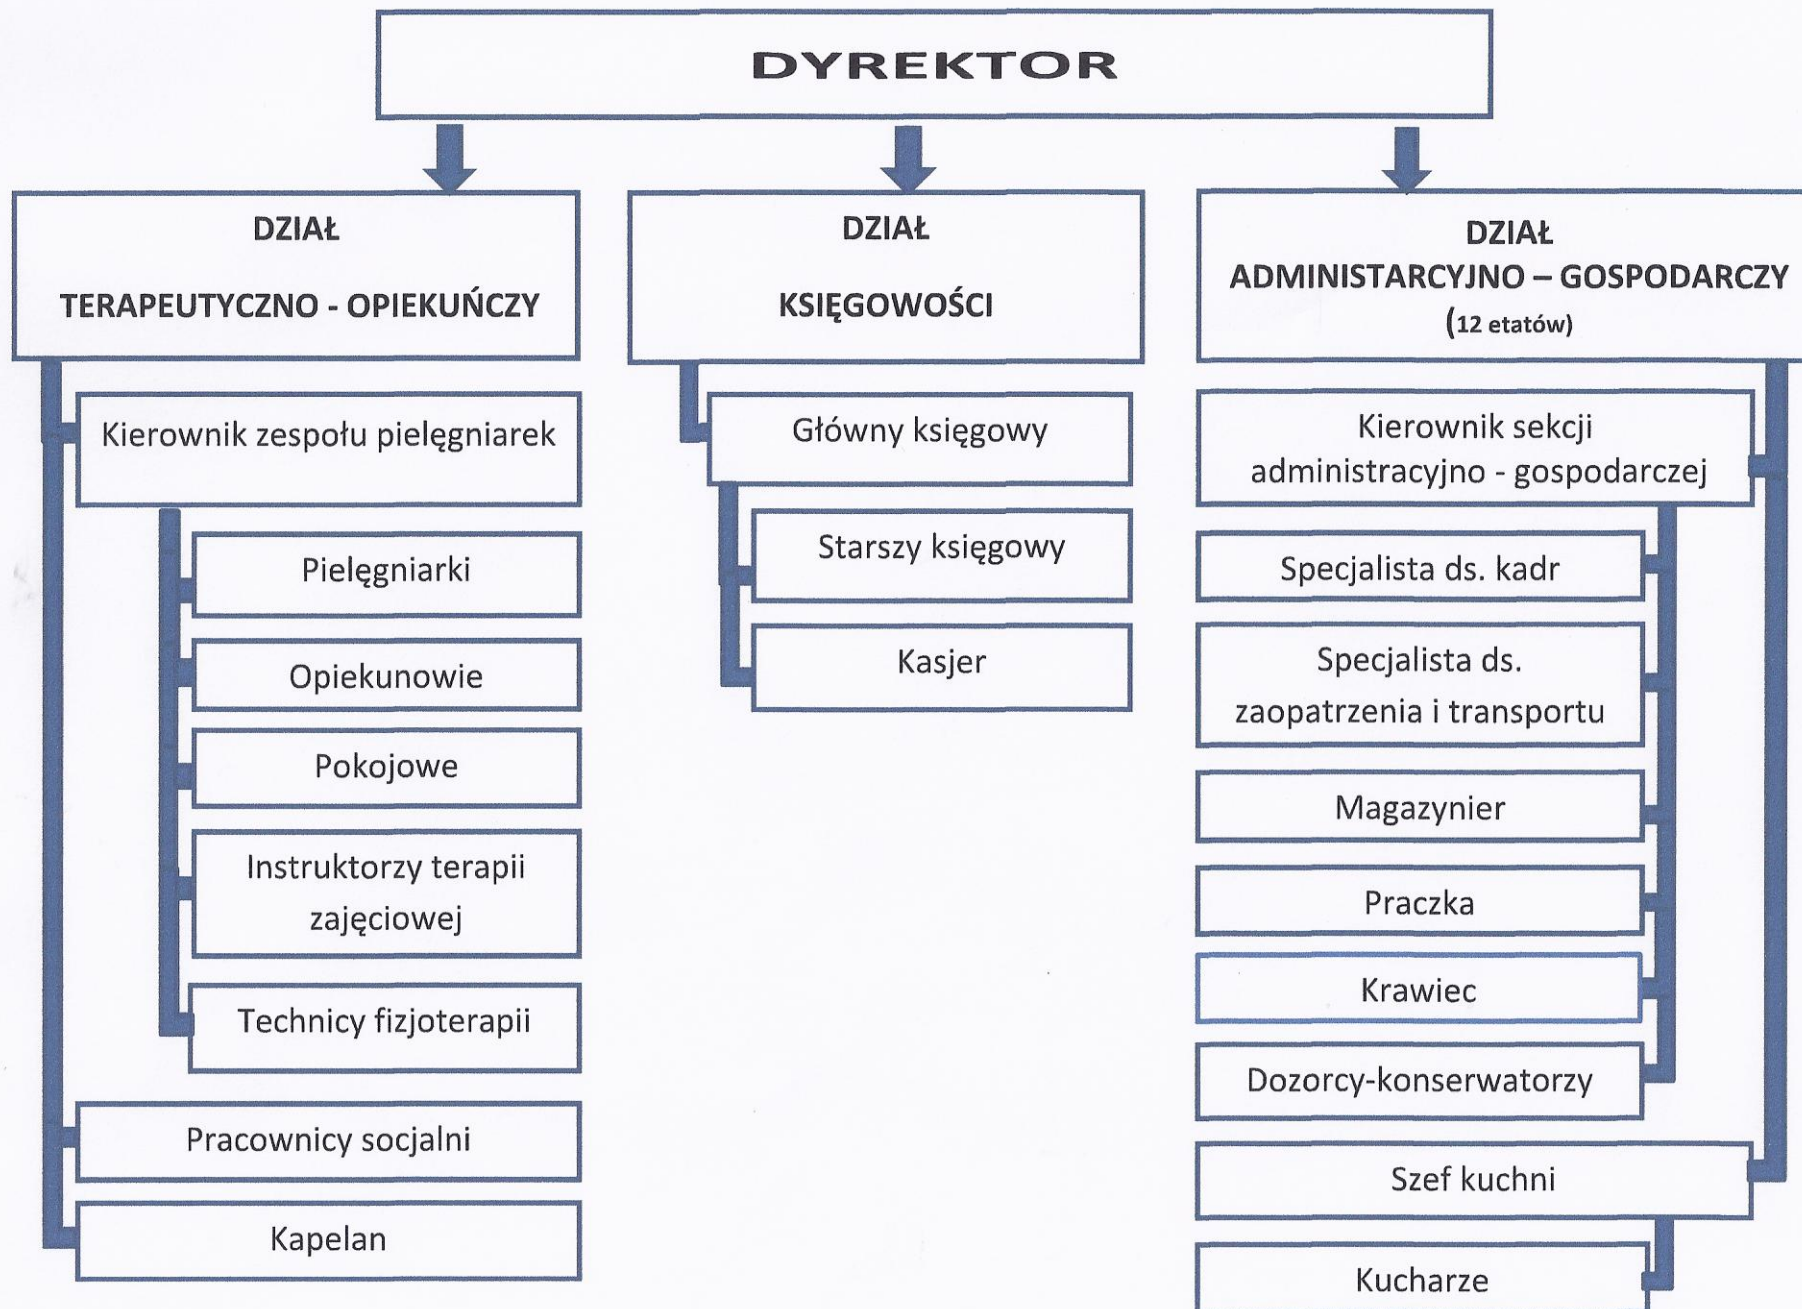 DYREKTOR
DZIAŁ
TERAPEUTYCZNO - OPIEKUŃCZY
Kierownik zespołu pielęgniarek
Pielęgniarki
Opiekunowie
Pokojowe
Instruktorzy terapii
zajęciowej
Technicy fizjoterapii
Pracownicy socjalni
Kapelan
DZIAŁ
KSIĘGOWOŚCI
Główny księgowy
Starszy księgowy
Kasjer
DZIAŁ
ADMINISTARCYJNO – GOSPODARCZY
(12 etatów)
Kierownik sekcji
administracyjno - gospodarczej
Specjalista ds. kadr
Specjalista ds.
zaopatrzenia i transportu
Magazynier
Praczka
Krawiec
Dozorcy-konserwatorzy
Szef kuchni
Kucharze